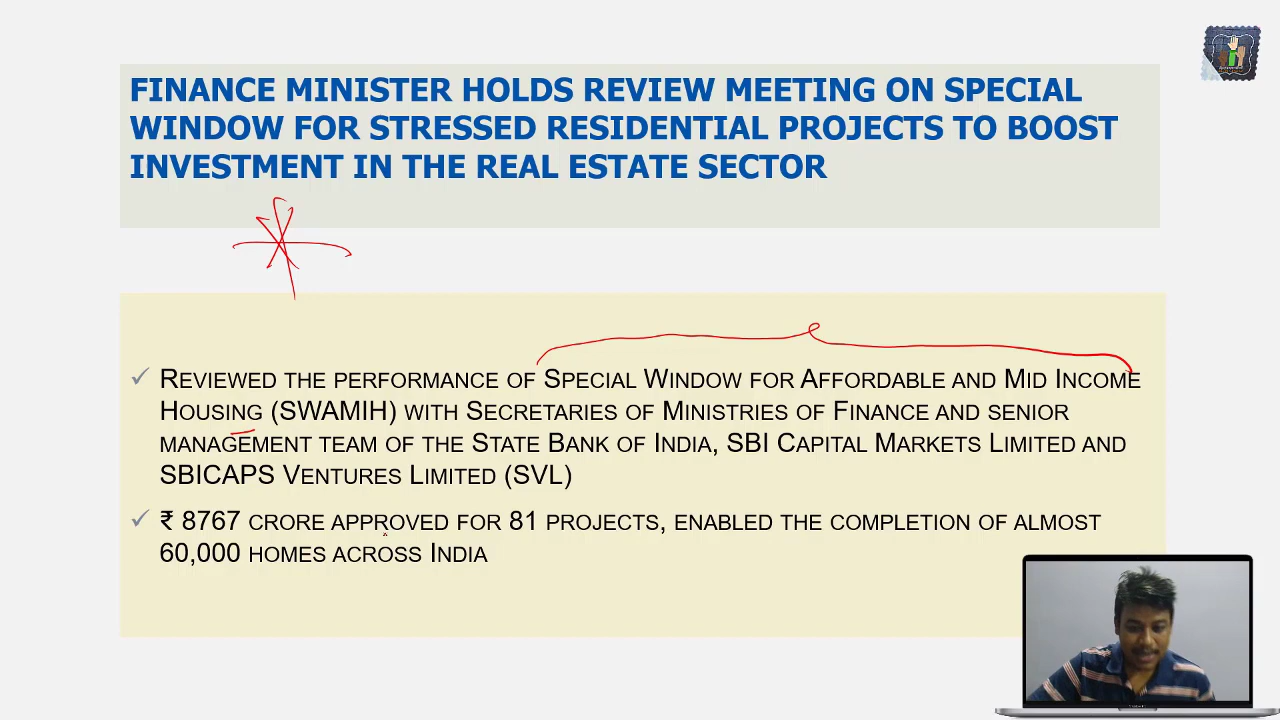 FINANCE MINISTER HOLDS REVIEW MEETING ON SPECIAL
WINDOW FOR STRESSED RESIDENTIAL PROJECTS TO BOOST
INVESTMENT IN THE REAL ESTATE SECTOR
✓ REVIEWED THE PERFORMANCE OF SPECIAL WINDOW FOR AFFORDABLE AND MID INCOME
HOUSING (SWAMIH) WITH SECRETARIES OF MINISTRIES OF FINANCE AND SENIOR
MANAGEMENT TEAM OF THE STATE BANK OF INDIA, SBI CAPITAL MARKETS LIMITED AND
SBICAPS VENTURES LIMITED (SVL)
✓ ₹ 8767 CRORE APPROVED FOR 81 PROJECTS, ENABLED THE COMPLETION OF ALMOST
60,000 HOMES ACROSS INDIA